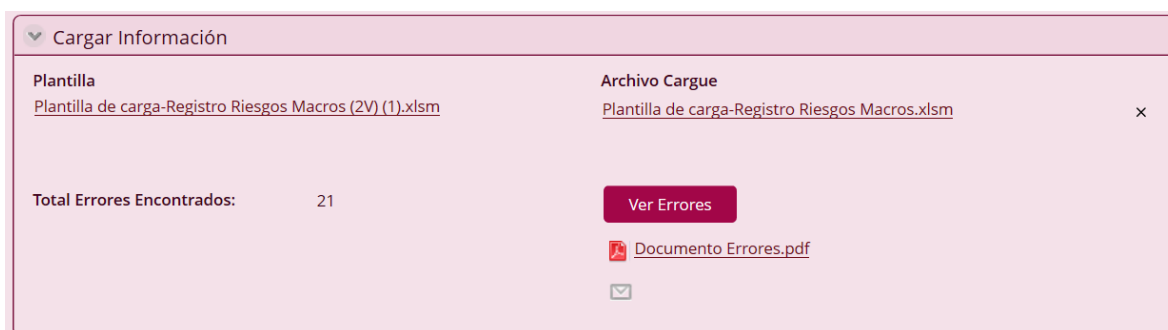 Cargar Información
Plantilla
Archivo Cargue
Plantilla de carga-Registro Riesgos Macros (2V) (1).xlsm
Plantilla de carga-Registro Riesgos Macros.xlsm
Total Errores Encontrados: 21
Ver Errores
Documento Errores.pdf